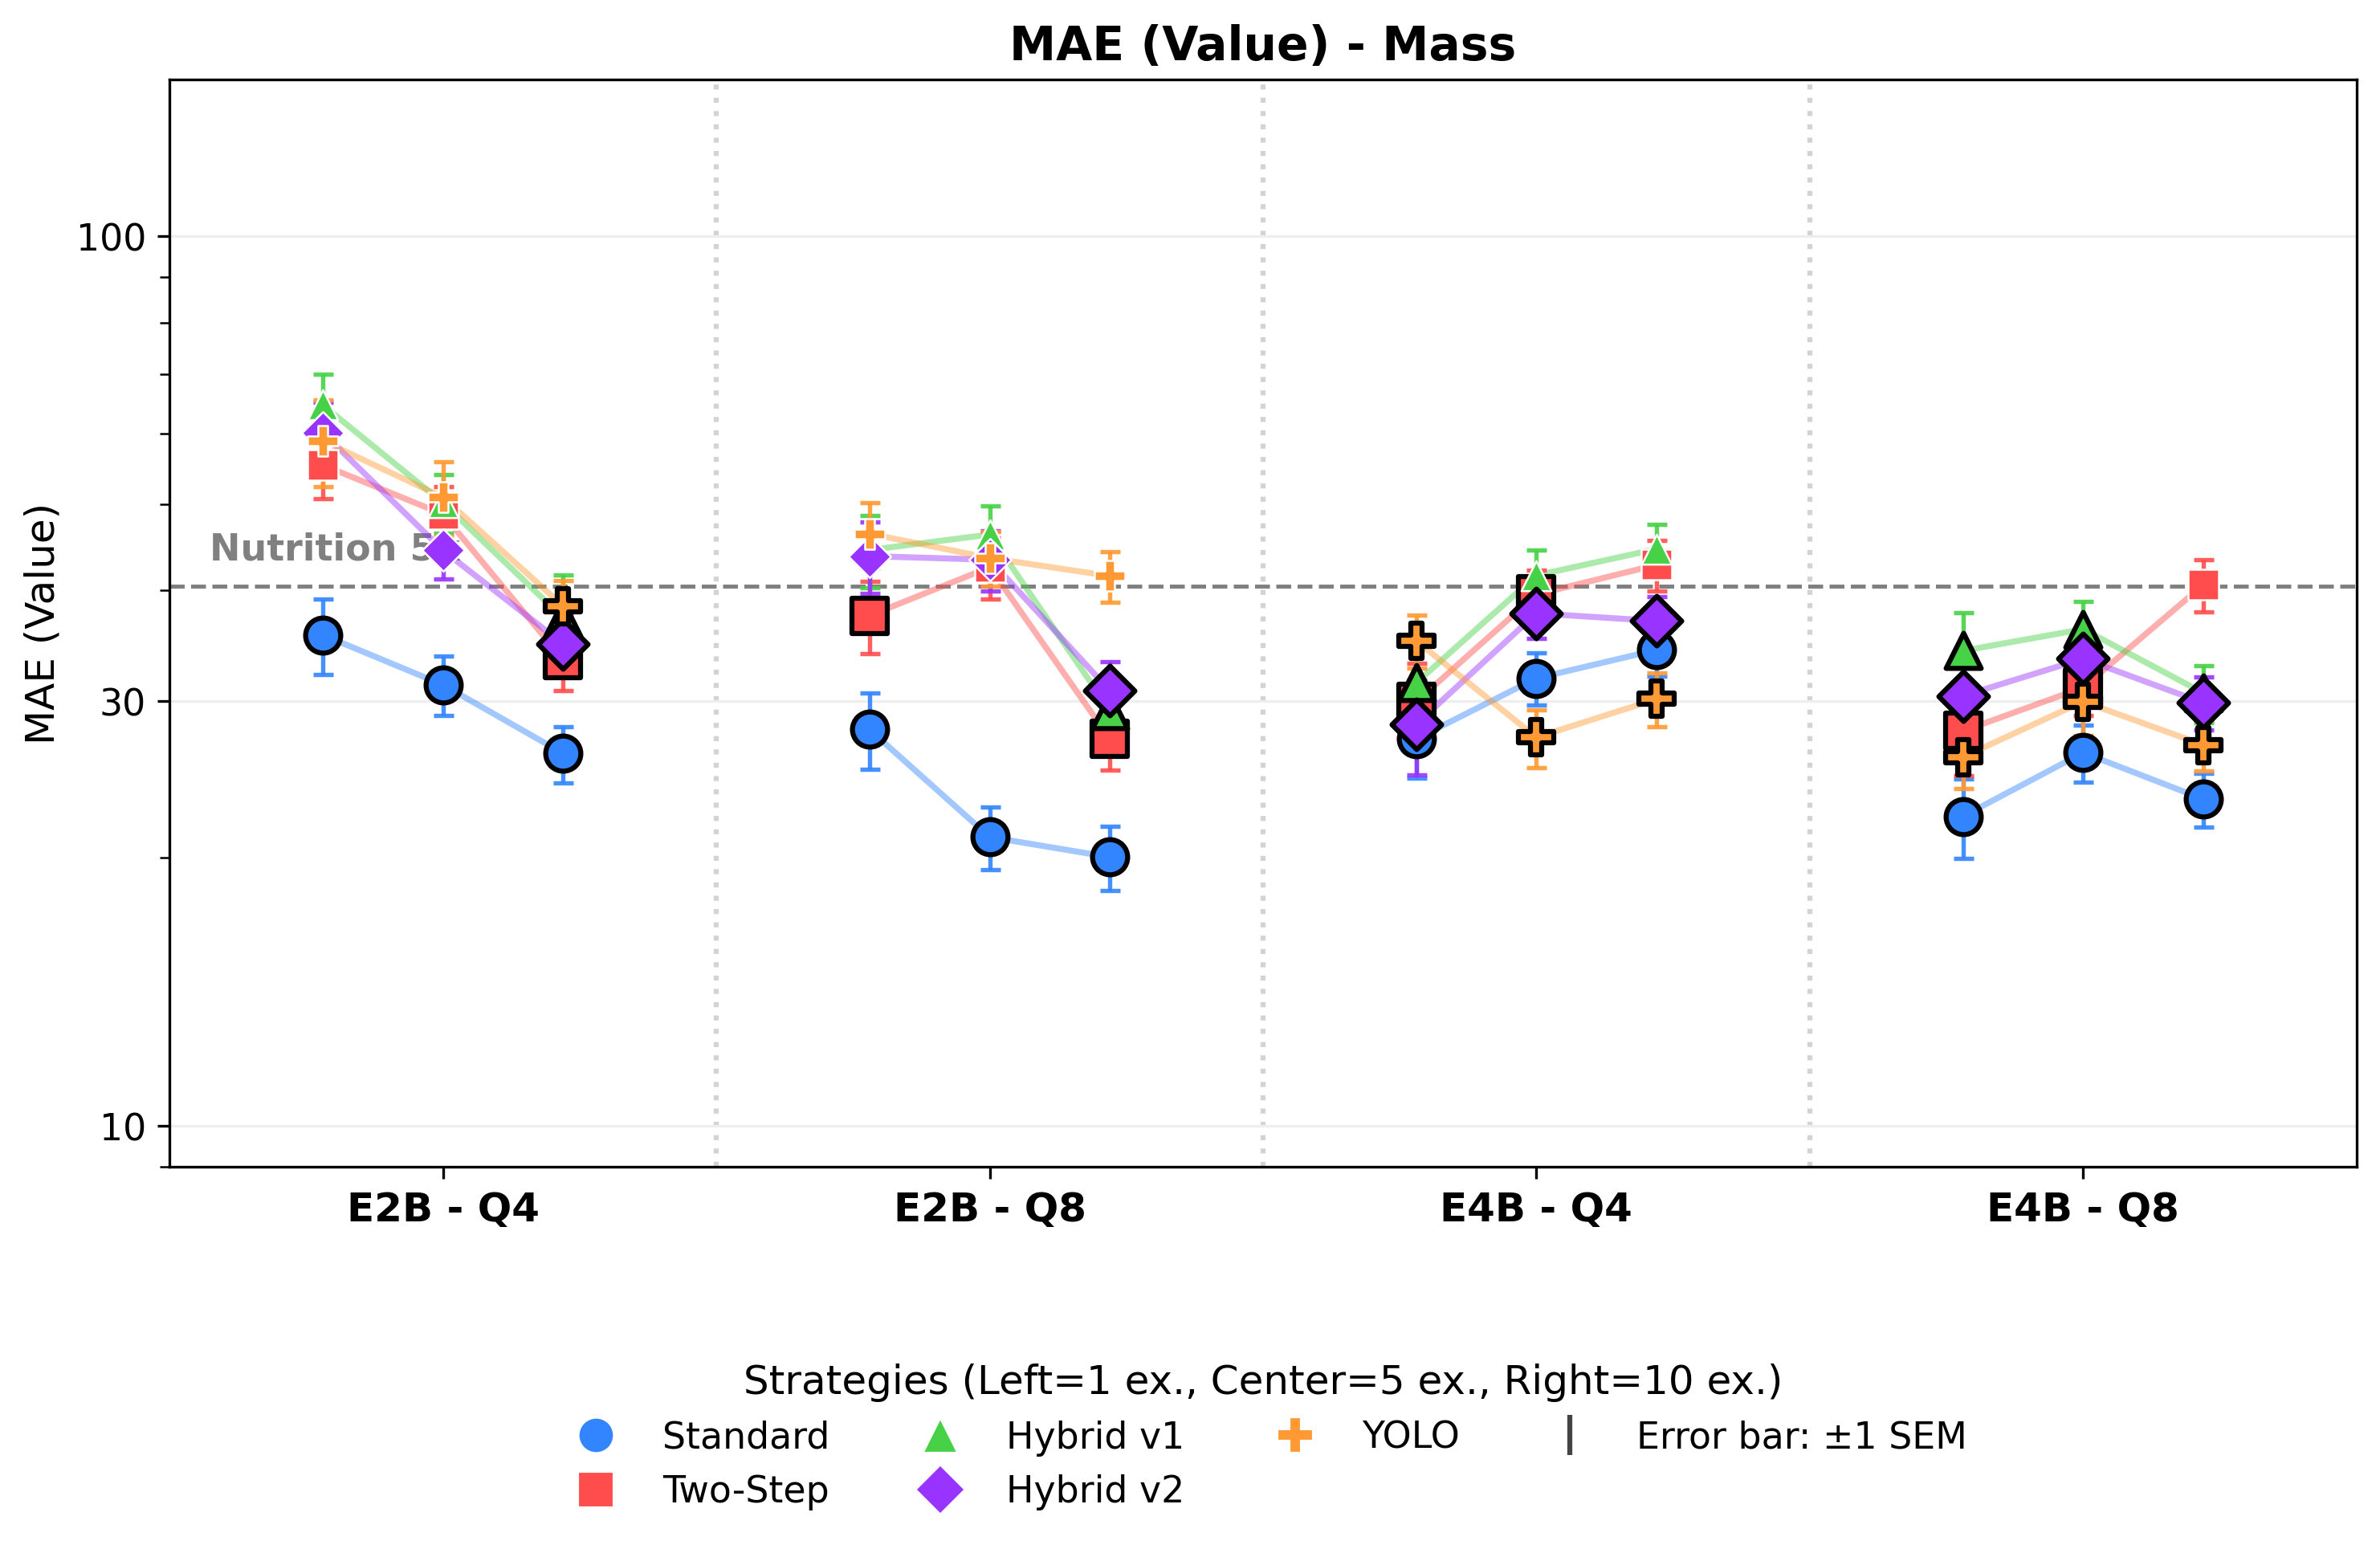 MAE (Value) - Mass
MAE (Value)
100
30
10
Nutrition
E2B - Q4
E2B - Q8
E4B - Q4
E4B - Q8
Strategies (Left=1 ex., Center=5 ex., Right=10 ex.)
Standard
Two-Step
Hybrid v1
Hybrid v2
YOLO
Error bar: ±1 SEM